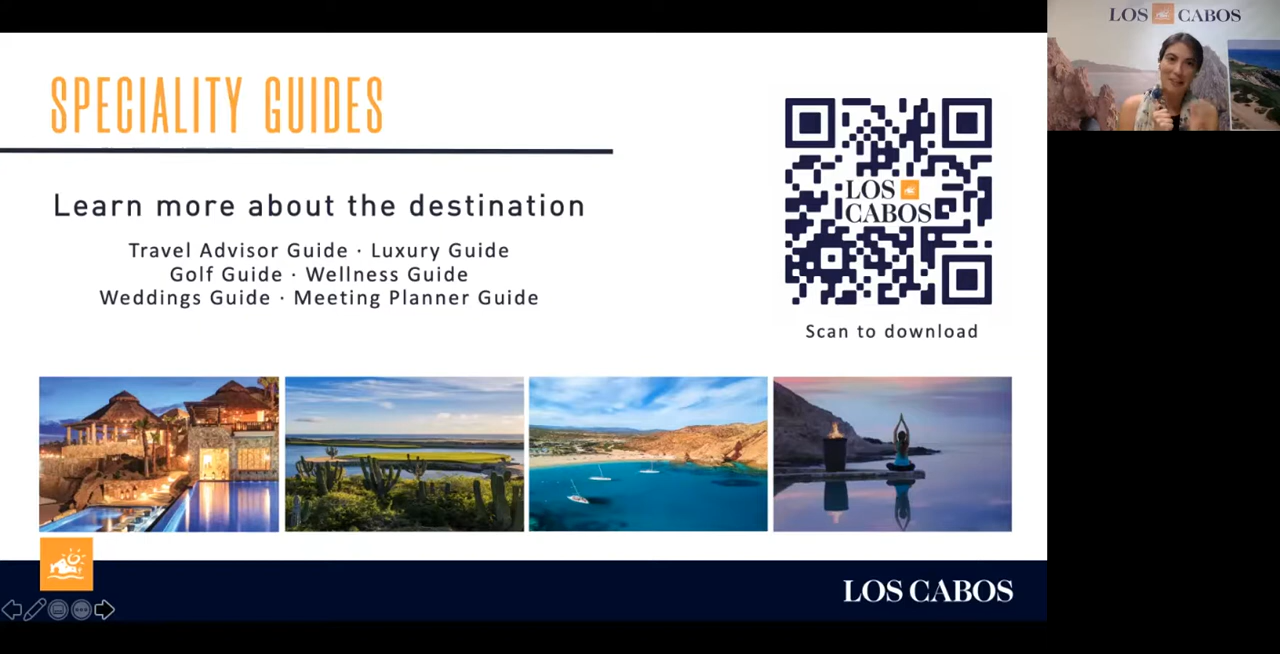 SPECIALITY GUIDES
Learn more about the destination
Travel Advisor Guide · Luxury Guide
Golf Guide · Wellness Guide
Weddings Guide · Meeting Planner Guide
LOS
CABOS
Scan to download
LOS CABOS
LOS CABOS